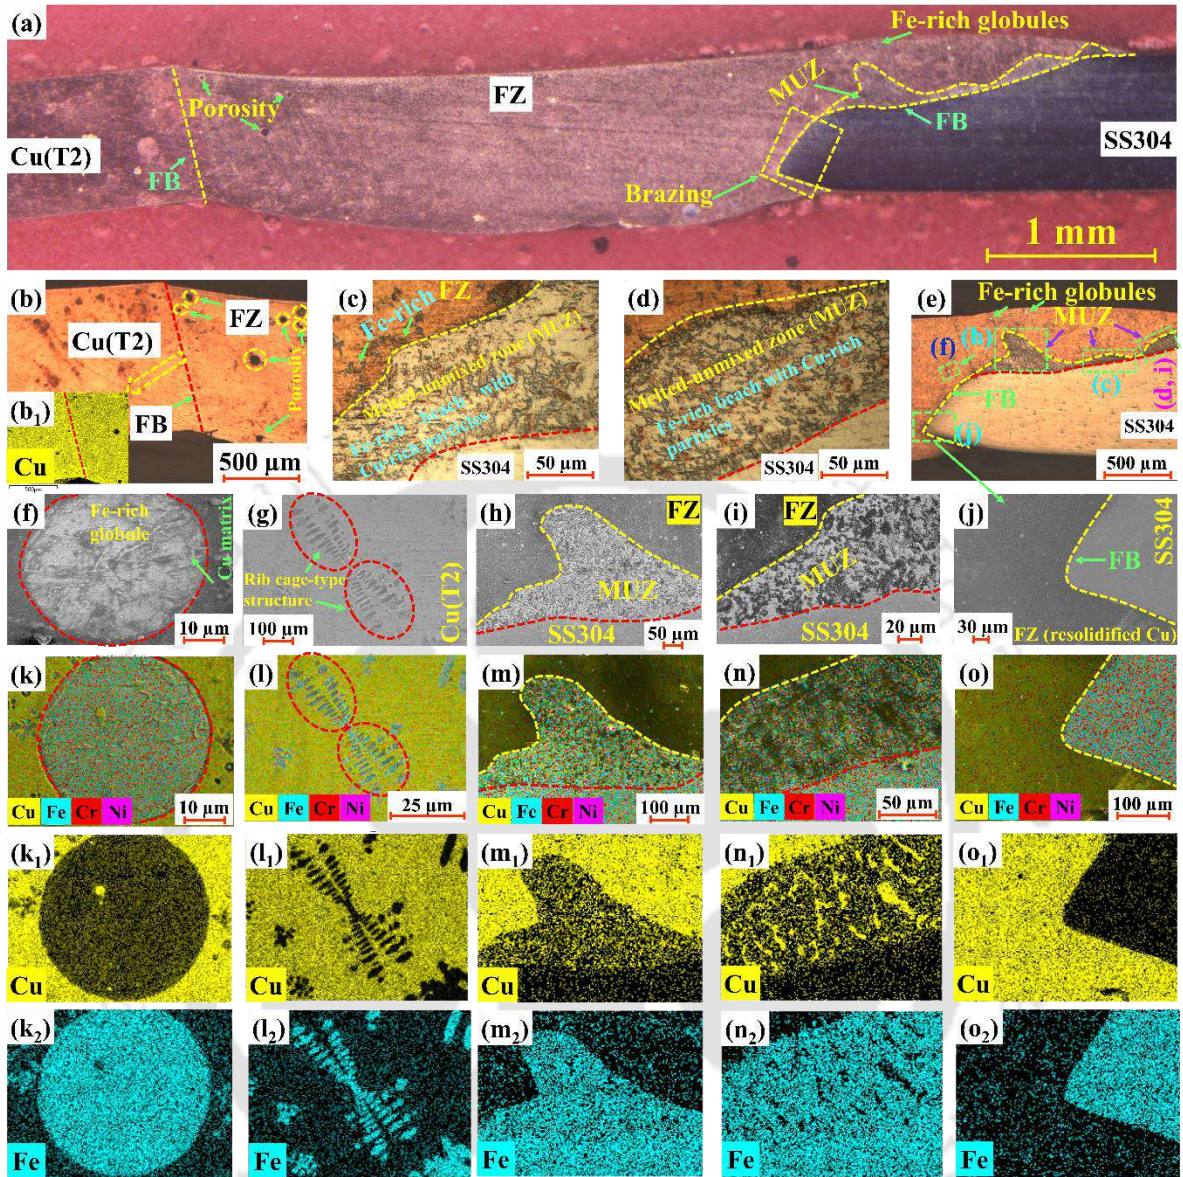 (a)
Fe-rich globules
MUZ
FZ
Porosity
FB
Cu(T2)
FB
SS304
Brazing
1 mm
(b)
FZ
Cu(T2)
Porosity
(b1)
FB
Cu
500 µm
500µm
(c)
FZ
Fe-rich
Melted-unmixed zone (MUZ)
Fe-rich beach with
Cu-rich particles
SS304
50 µm
(d)
Melted-unmixed zone (MUZ)
Fe-rich beach with Cu-rich
particles
SS304
50 µm
(e)
Fe-rich globules
MUZ
(h)
(f)
(c)
(d, i)
FB
(j)
SS304
500 µm
(f)
Fe-rich
globule
Cu matrix
10 µm
(g)
Rib cage-type
structure
Cu(T2)
100 µm
(h)
FZ
MUZ
SS304
50 µm
(i)
FZ
MUZ
SS304
20 µm
(j)
SS304
FB
30 µm
FZ (resolidified Cu)
(k)
Cu Fe Cr Ni
10 µm
(l)
Cu Fe Cr Ni
25 µm
(m)
Cu Fe Cr Ni
100 µm
(n)
Cu Fe Cr Ni
50 µm
(o)
Cu Fe Cr Ni
100 µm
(k1)
Cu
(l1)
Cu
(m1)
Cu
(n1)
Cu
(o1)
Cu
(k2)
Fe
(l2)
Fe
(m2)
Fe
(n2)
Fe
(o2)
Fe